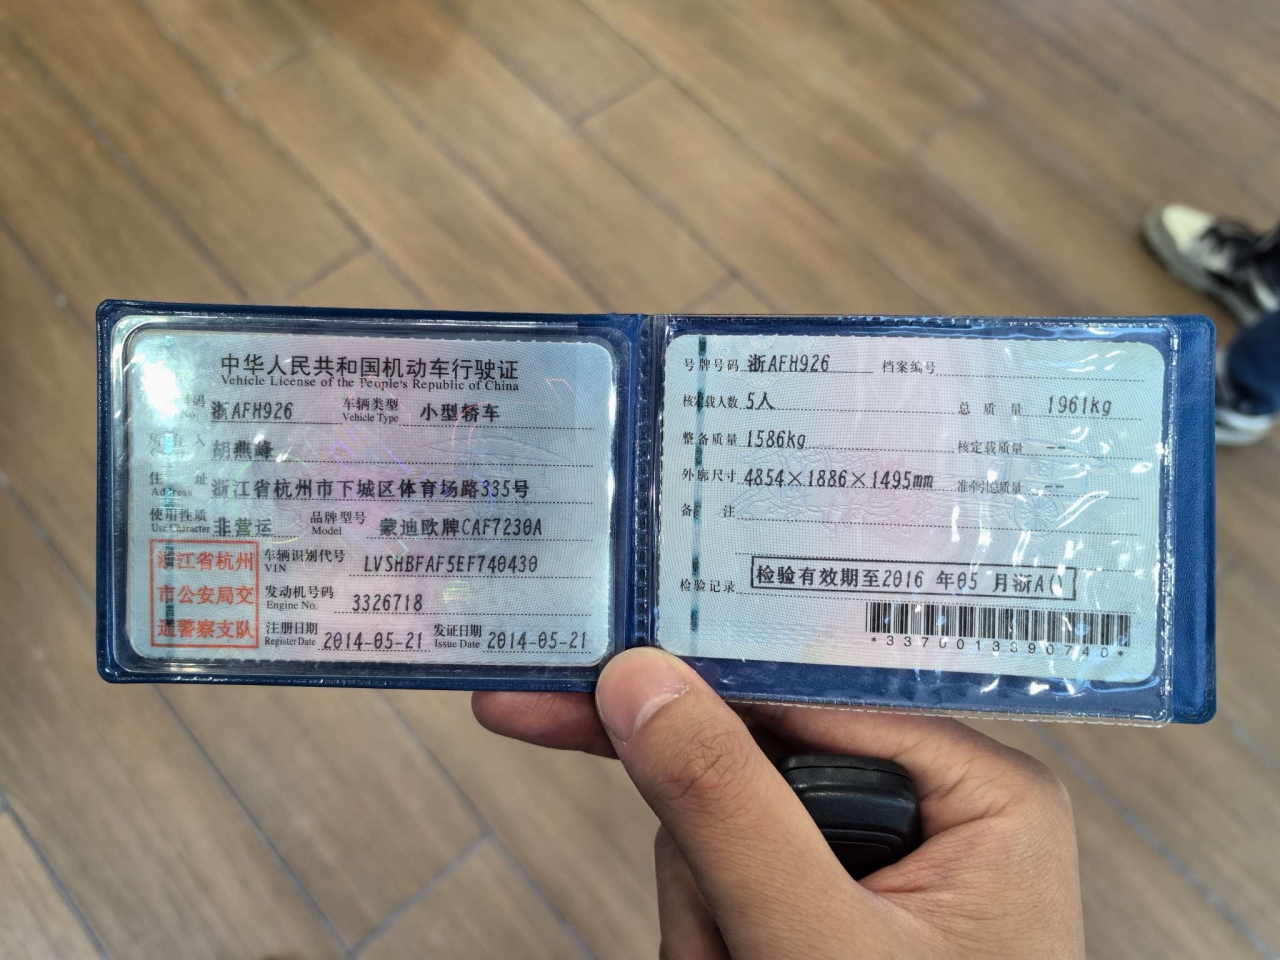 中华人民共和国机动车行驶证
Vehicle License of the People's Republic of China
码 No. 浙AFH926 车辆类型 Vehicle Type 小型轿车
人 胡燕峰
住 址 Address 浙江省杭州市下城区体育场路335号
使用性质 Use Character 非营运 品牌型号 Model 蒙迪欧牌CAF7230A
浙江省杭州
市公安局交
通警察支队
车辆识别代号 VIN LVSHBFAF5EF740430
发动机号码 Engine No. 3326718
注册日期 Register Date 2014-05-21 发证日期 Issue Date 2014-05-21
号牌号码 浙AFH926 档案编号
核定载人数 5人 总 质 量 1961kg
整备质量 1586kg 核定载质量 --
外廓尺寸 4854×1886×1495mm 准牵引总质量 --
备 注
检验记录 检验有效期至2016 年05 月浙A()
*3370013390740*